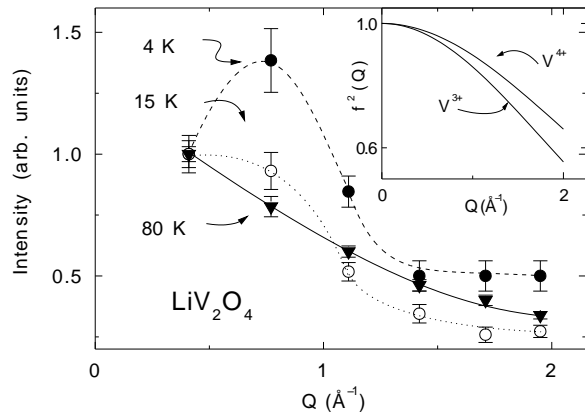 1.5
1.0
0.5
Intensity (arb. units)
4 K
15 K
80 K
LiV₂O₄
0
1
2
Q (Å⁻¹)
1.0
0.6
f ² (Q)
V⁴⁺
V³⁺
0
1
2
Q (Å⁻¹)